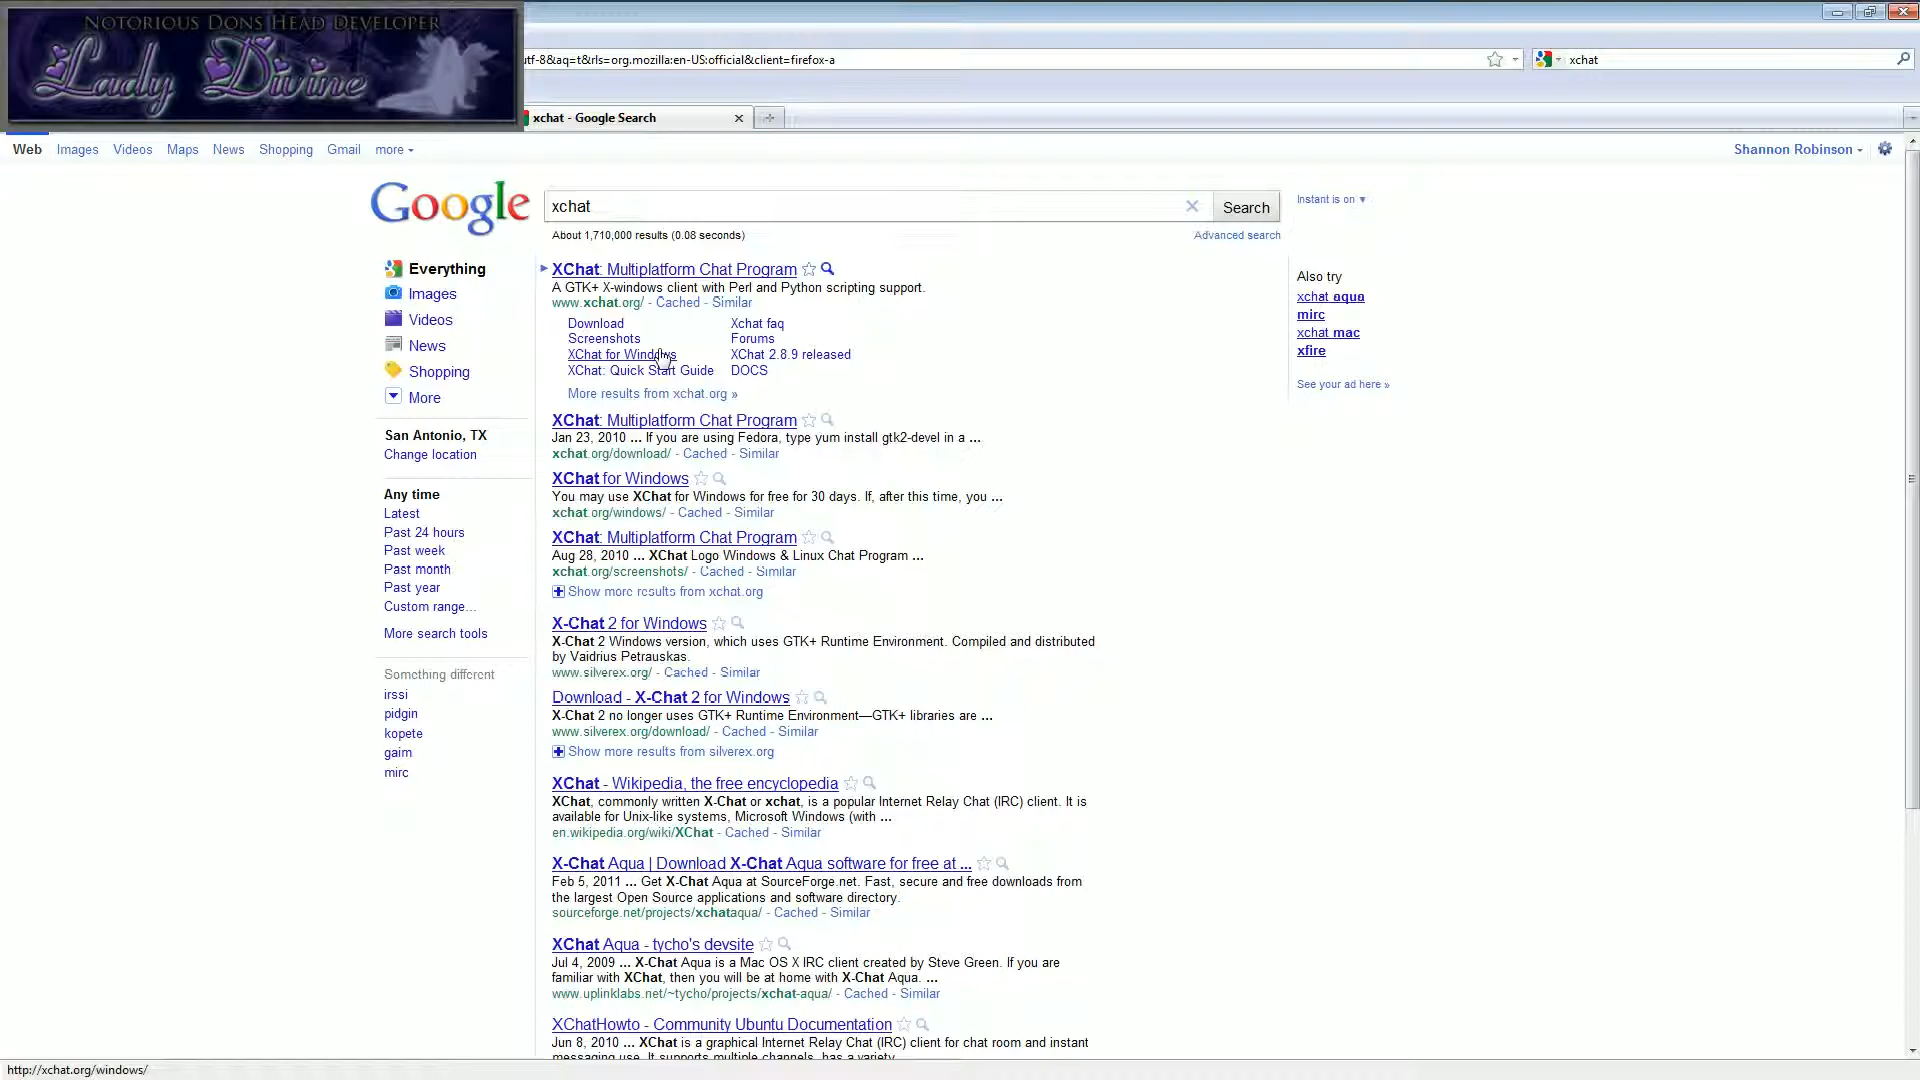 NOTORIOUS DONS HEAD DEVELOPER
Lady Divine
utf-8&aq=t&rls=org.mozilla:en-US:official&client=firefox-a
xchat
xchat - Google Search
Web Images Videos Maps News Shopping Gmail more
Shannon Robinson
Google
xchat
Search
Instant is on ▼
About 1,710,000 results (0.08 seconds)
Advanced search
Everything
Images
Videos
News
Shopping
More
San Antonio, TX
Change location
Any time
Latest
Past 24 hours
Past week
Past month
Past year
Custom range...
More search tools
Something different
irssi
pidgin
kopete
gaim
mirc
XChat: Multiplatform Chat Program
A GTK+ X-windows client with Perl and Python scripting support.
www.xchat.org/ - Cached - Similar
Download Xchat faq
Screenshots Forums
XChat for Windows XChat 2.8.9 released
XChat: Quick Start Guide DOCS
More results from xchat.org »
XChat: Multiplatform Chat Program
Jan 23, 2010 ... If you are using Fedora, type yum install gtk2-devel in a ...
xchat.org/download/ - Cached - Similar
XChat for Windows
You may use XChat for Windows for free for 30 days. If, after this time, you ...
xchat.org/windows/ - Cached - Similar
XChat: Multiplatform Chat Program
Aug 28, 2010 ... XChat Logo Windows & Linux Chat Program ...
xchat.org/screenshots/ - Cached - Similar
Show more results from xchat.org
X-Chat 2 for Windows
X-Chat 2 Windows version, which uses GTK+ Runtime Environment. Compiled and distributed
by Vaidrius Petrauskas.
www.silverex.org/ - Cached - Similar
Download - X-Chat 2 for Windows
X-Chat 2 no longer uses GTK+ Runtime Environment—GTK+ libraries are ...
www.silverex.org/download/ - Cached - Similar
Show more results from silverex.org
XChat - Wikipedia, the free encyclopedia
XChat, commonly written X-Chat or xchat, is a popular Internet Relay Chat (IRC) client. It is
available for Unix-like systems, Microsoft Windows (with ...
en.wikipedia.org/wiki/XChat - Cached - Similar
X-Chat Aqua | Download X-Chat Aqua software for free at ...
Feb 5, 2011 ... Get X-Chat Aqua at SourceForge.net. Fast, secure and free downloads from
the largest Open Source applications and software directory.
sourceforge.net/projects/xchataqua/ - Cached - Similar
XChat Aqua - tycho's devsite
Jul 4, 2009 ... X-Chat Aqua is a Mac OS X IRC client created by Steve Green. If you are
familiar with XChat, then you will be at home with X-Chat Aqua. ...
www.uplinklabs.net/~tycho/projects/xchat-aqua/ - Cached - Similar
XChatHowto - Community Ubuntu Documentation
Jun 8, 2010 ... XChat is a graphical Internet Relay Chat (IRC) client for chat room and instant
messaging use. It supports multiple channels, has a variety
Also try
xchat aqua
mirc
xchat mac
xfire
See your ad here »
http://xchat.org/windows/